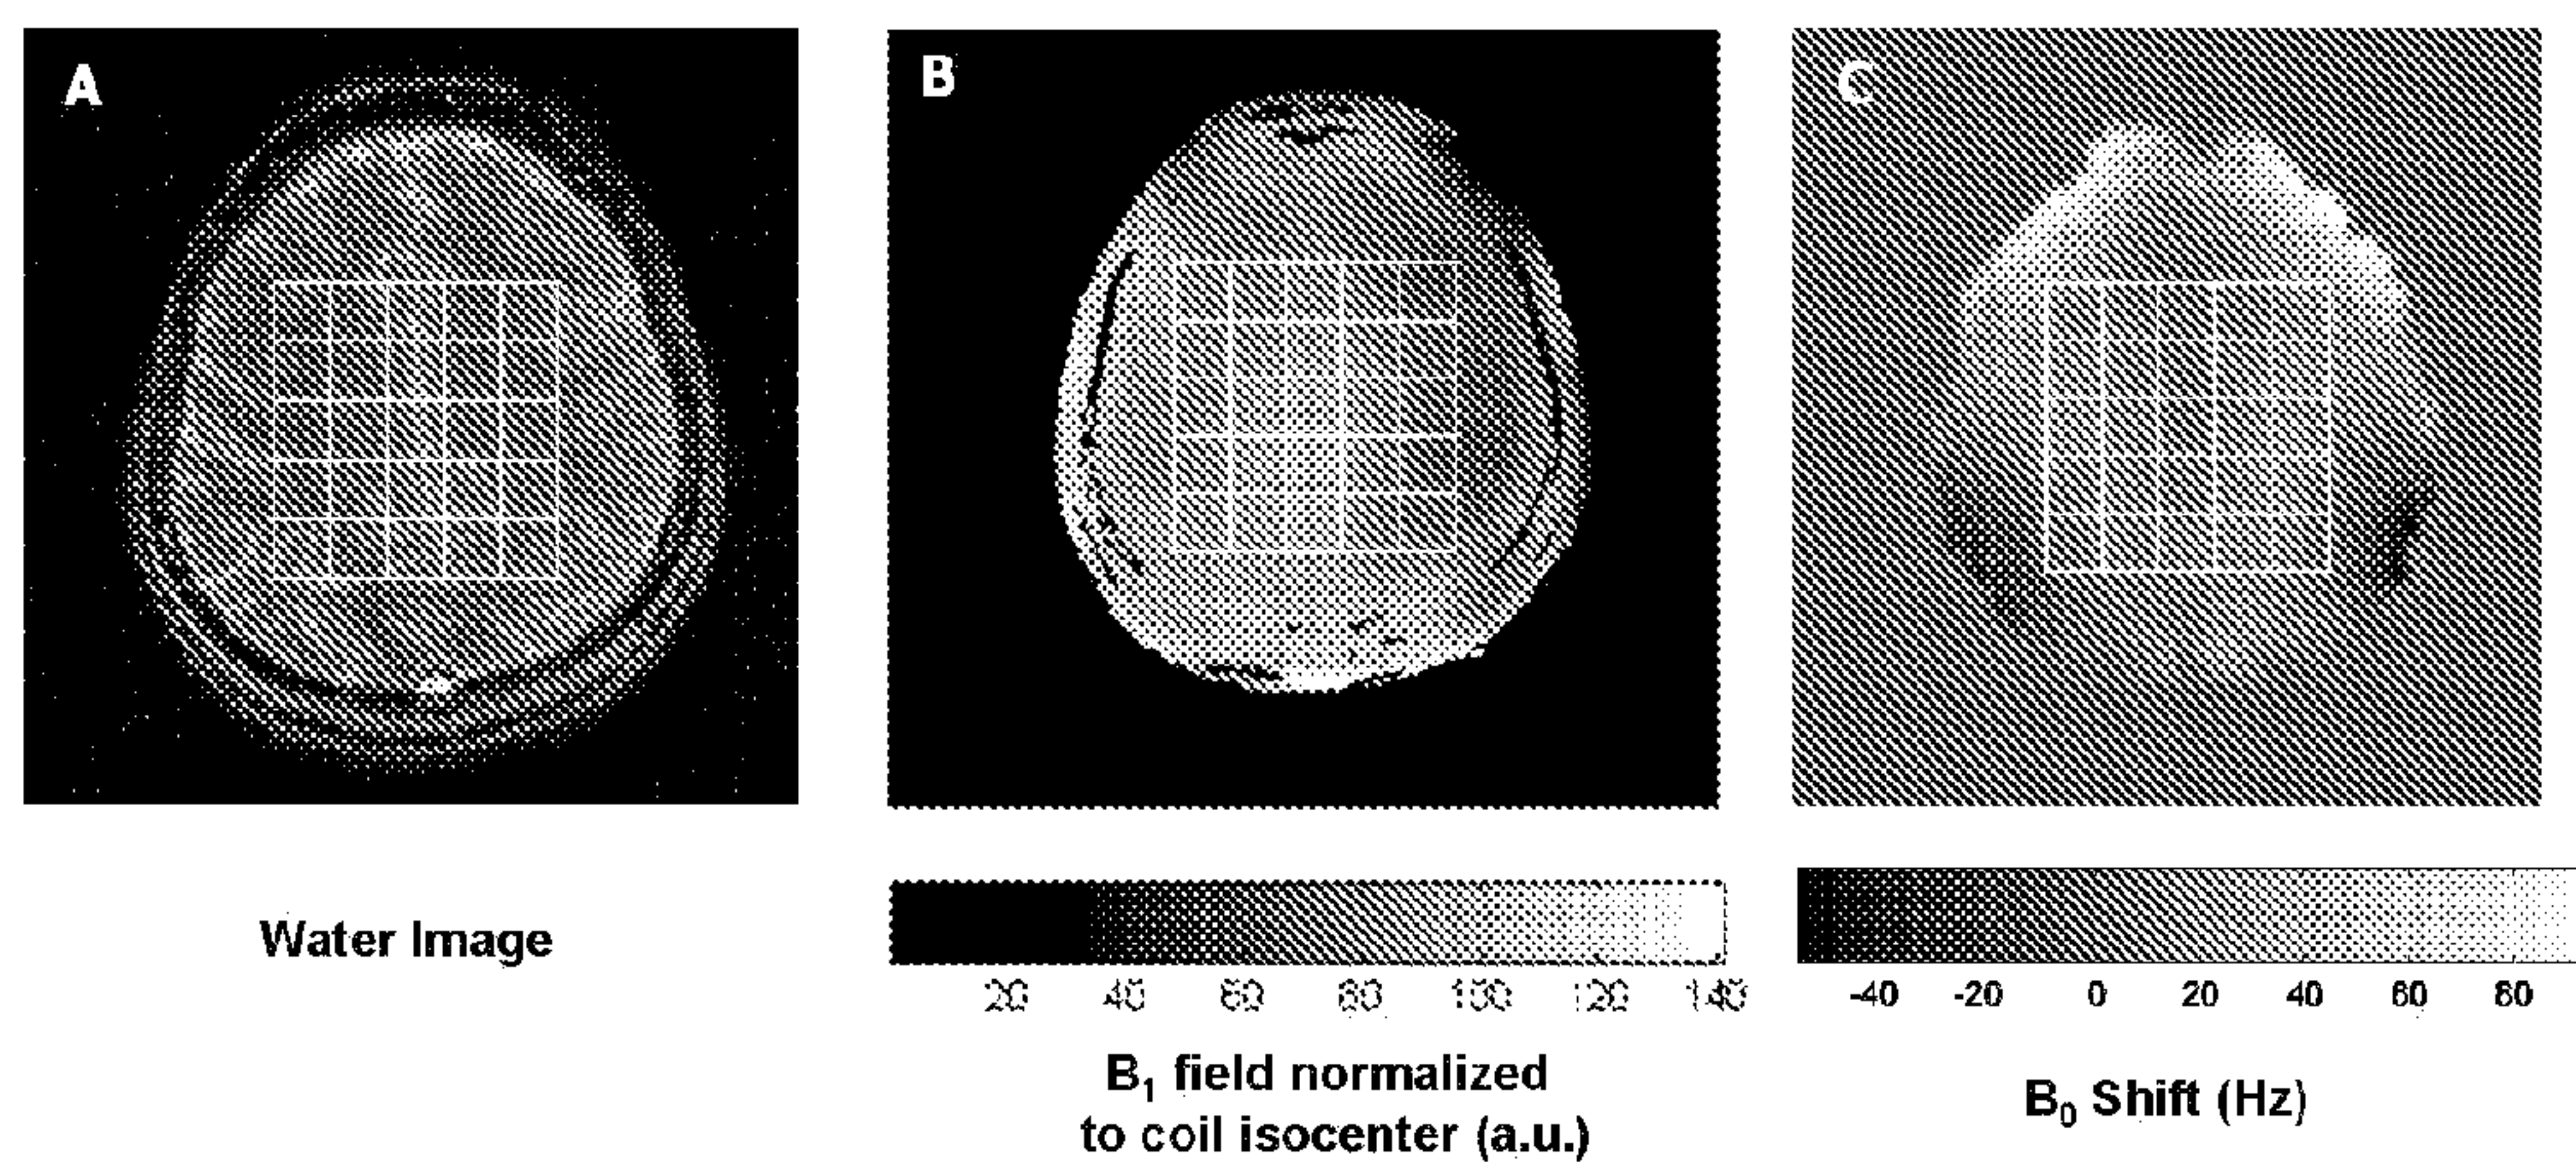 A
B
C
Water Image
20 40 60 80 100 120 140
B₁ field normalized
to coil isocenter (a.u.)
-40 -20 0 20 40 60 80
B₀ Shift (Hz)